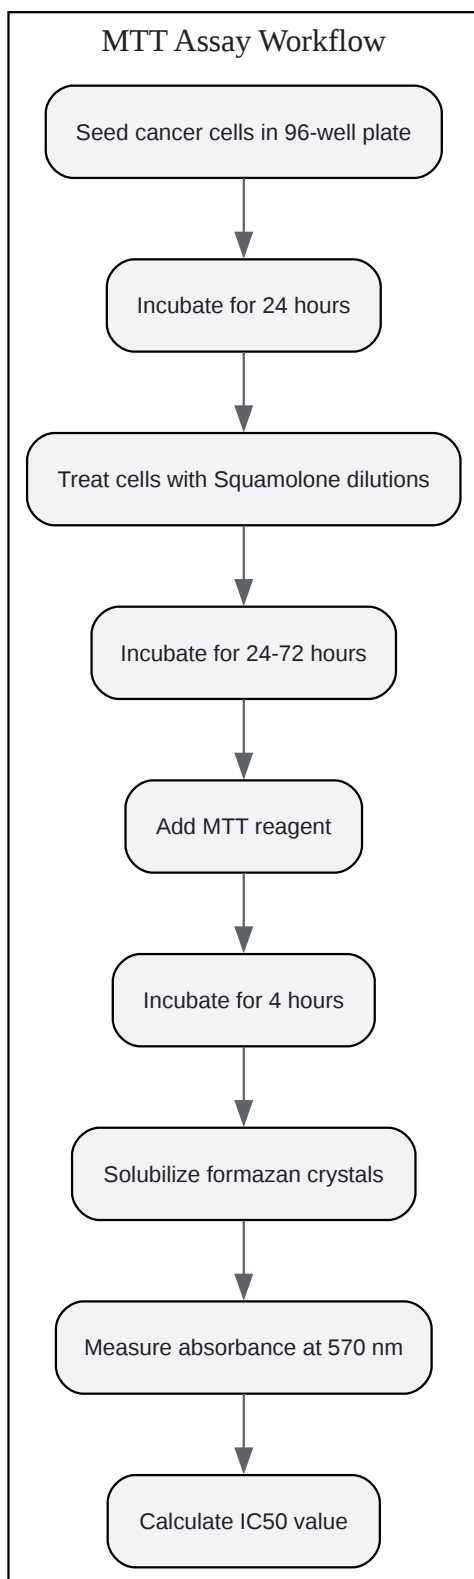 MTT Assay Workflow
Seed cancer cells in 96-well plate
Incubate for 24 hours
Treat cells with Squamolone dilutions
Incubate for 24-72 hours
Add MTT reagent
Incubate for 4 hours
Solubilize formazan crystals
Measure absorbance at 570 nm
Calculate IC50 value